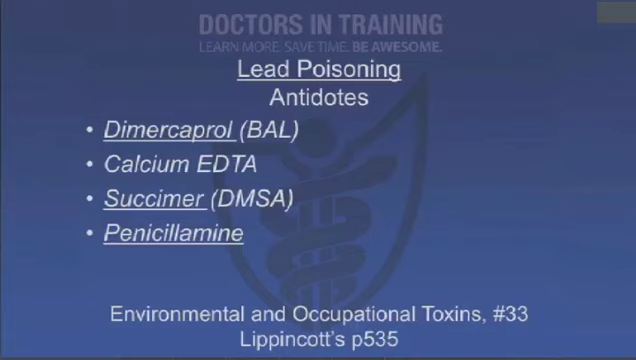 DOCTORS IN TRAINING
LEARN MORE. SAVE TIME. BE AWESOME.
Lead Poisoning
Antidotes
• Dimercaprol (BAL)
• Calcium EDTA
• Succimer (DMSA)
• Penicillamine
Environmental and Occupational Toxins, #33
Lippincott's p535